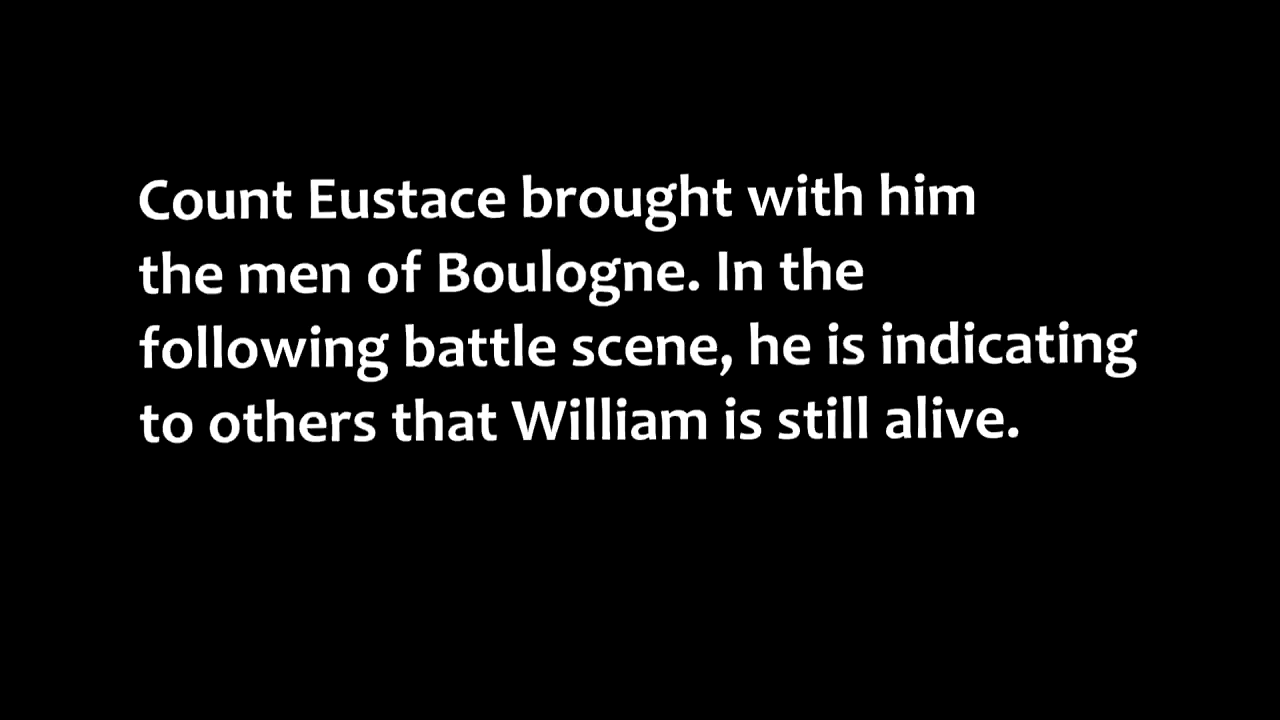 Count Eustace brought with him
the men of Boulogne. In the
following battle scene, he is indicating
to others that William is still alive.